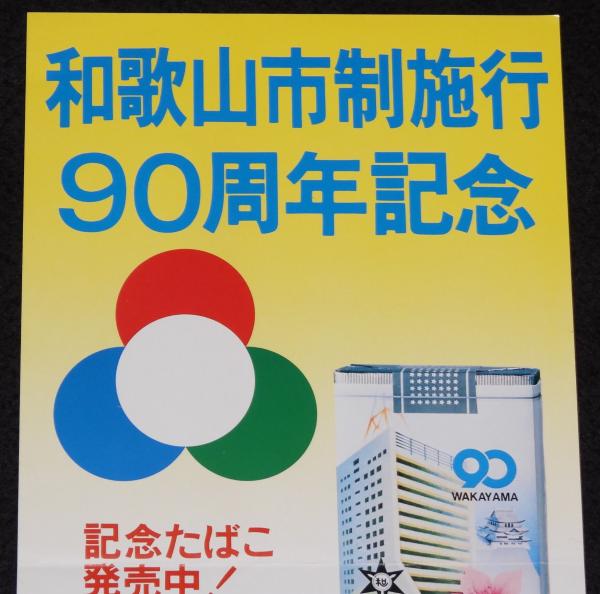 和歌山市制施行
90周年記念
記念たばこ
発売中!
90
WAKAYAMA